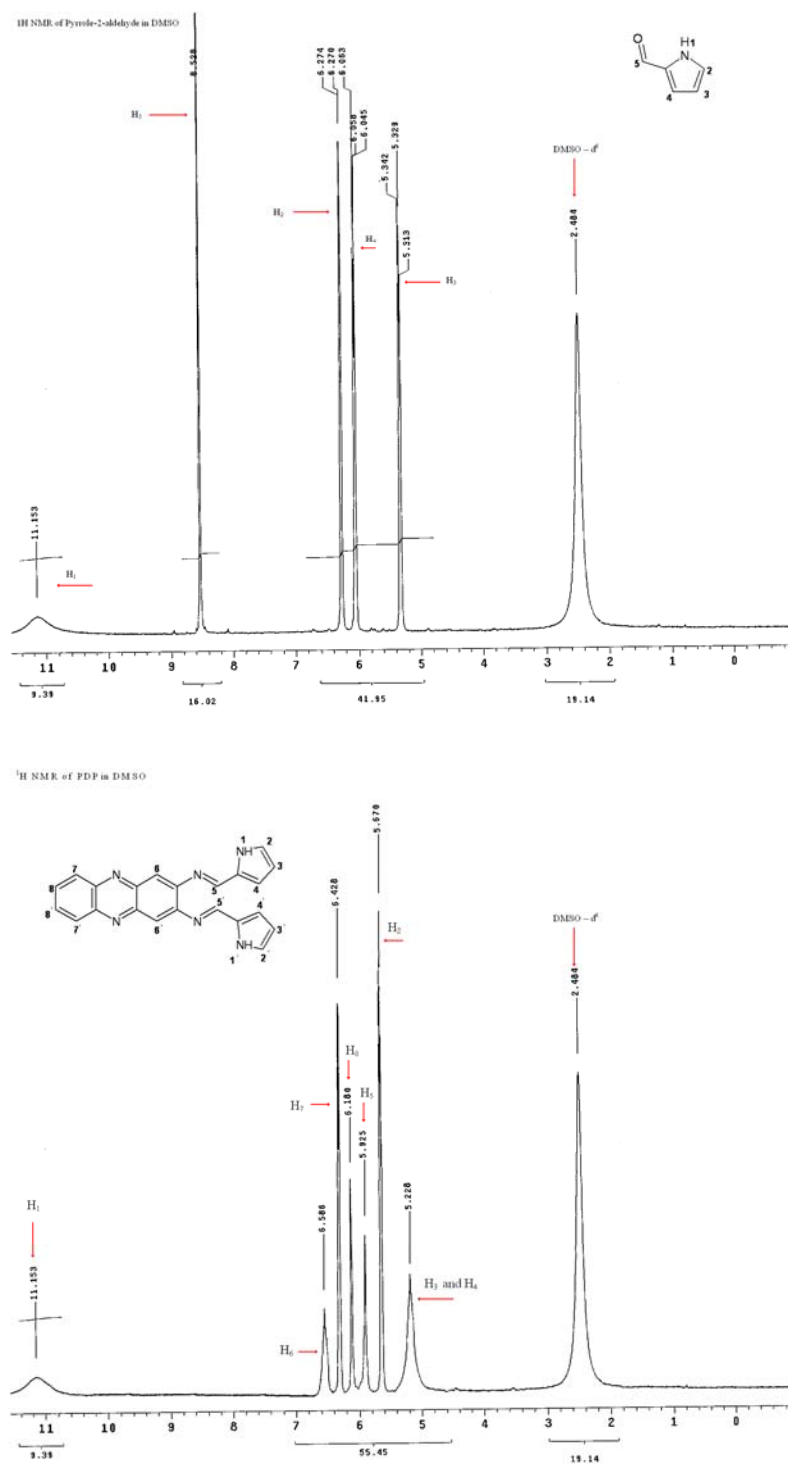 1H NMR of Pyrrole-2-aldehyde in DMSO
8.528
6.274
6.270
6.063
6.058
6.045
5.342
5.329
5.313
O
H1
N
5
2
4
3
DMSO – d⁶
2.484
H₂
H₄
H₃
11.153
H₁
11 10 9 8 7 6 5 4 3 2 1 0
9.39 16.02 41.95 19.14
¹H NMR of PDP in DMSO
5.670
6.428
1
NH 2
3
7 N 6 N 5 4
8
8` N N 5` 4`
7` 6` 3`
NH 2`
1`
H₂
DMSO – d⁶
2.484
H₈
6.180
H₅
H₇
5.925
6.586
5.228
H₁
11.153
H₃ and H₄
H₆
11 10 9 8 7 6 5 4 3 2 1 0
9.39 55.45 19.14